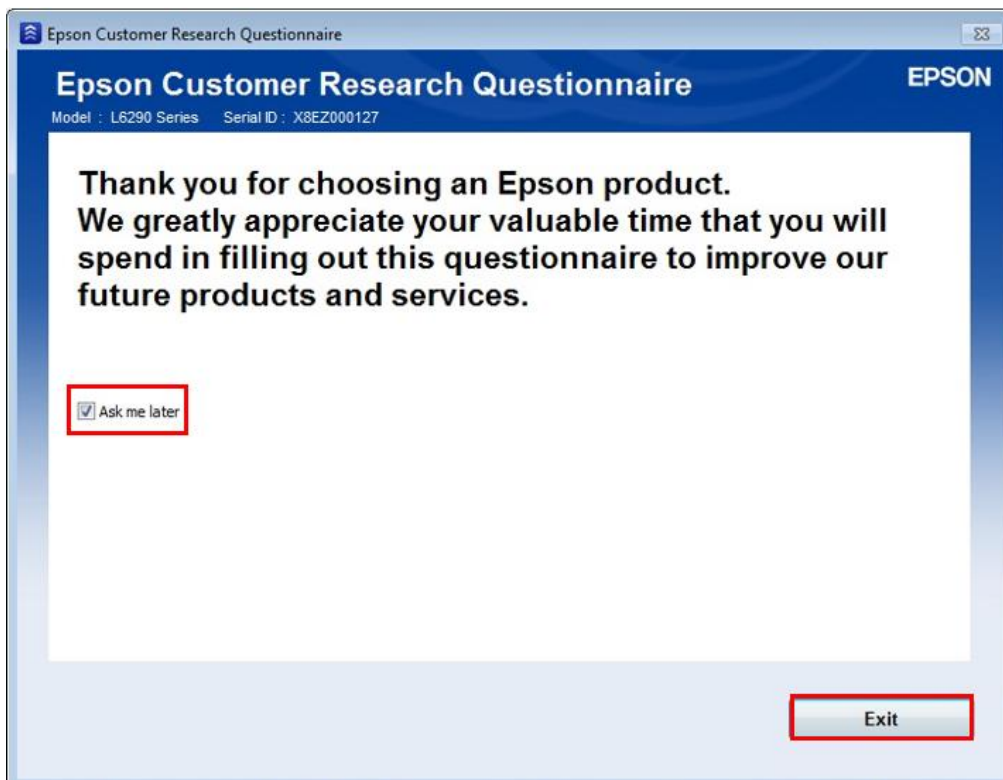 Epson Customer Research Questionnaire
Epson Customer Research Questionnaire
EPSON
Model : L6290 Series Serial ID : X8EZ000127
Thank you for choosing an Epson product.
We greatly appreciate your valuable time that you will
spend in filling out this questionnaire to improve our
future products and services.
Ask me later
Exit